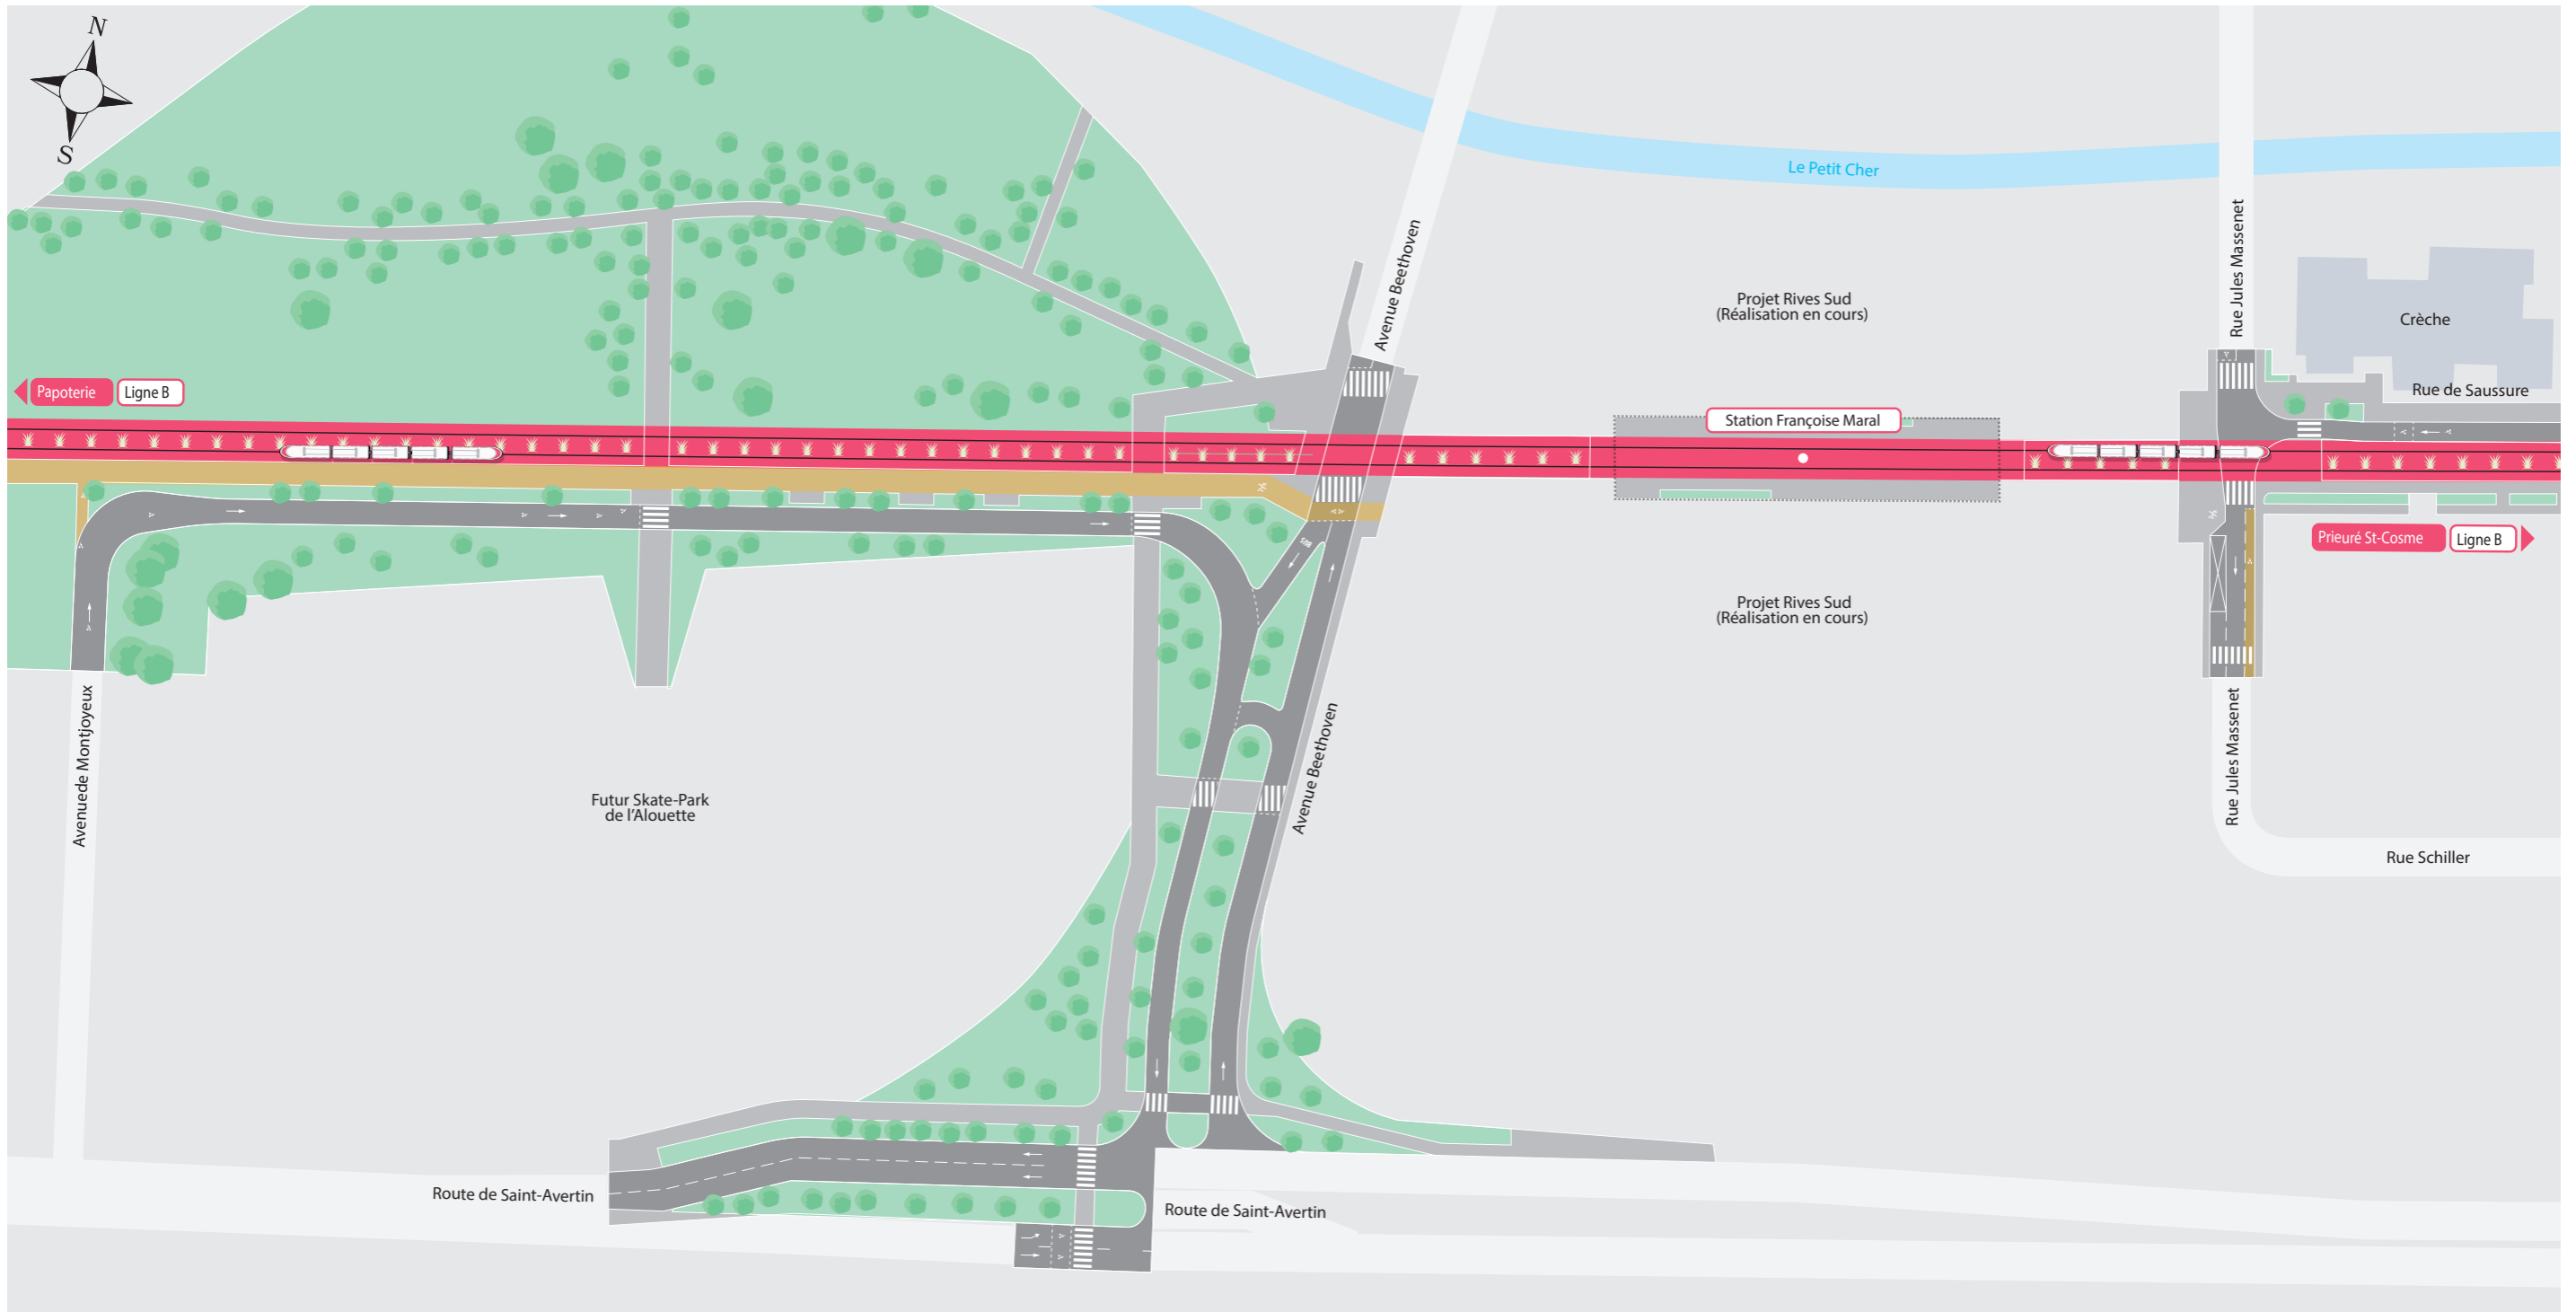 N
S
Le Petit Cher
Avenue Beethoven
Rue Jules Massenet
Projet Rives Sud
(Réalisation en cours)
Crèche
Rue de Saussure
Papoterie
Ligne B
Station Françoise Maral
Prieuré St-Cosme
Ligne B
BUS
Projet Rives Sud
(Réalisation en cours)
Avenuede Montjoyeux
Avenue Beethoven
Rue Jules Massenet
Futur Skate-Park
de l'Alouette
Rue Schiller
Route de Saint-Avertin
Route de Saint-Avertin